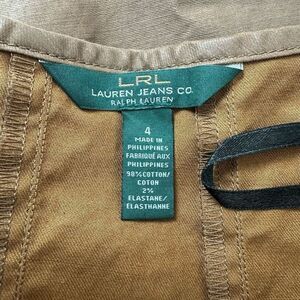 LRL
LAUREN JEANS CO.
RALPH LAUREN
4
MADE IN
PHILIPPINES
FABRIQUÉ AUX
PHILIPPINES
98%COTTON/
COTON
2%
ELASTANE/
ELASTHANNE